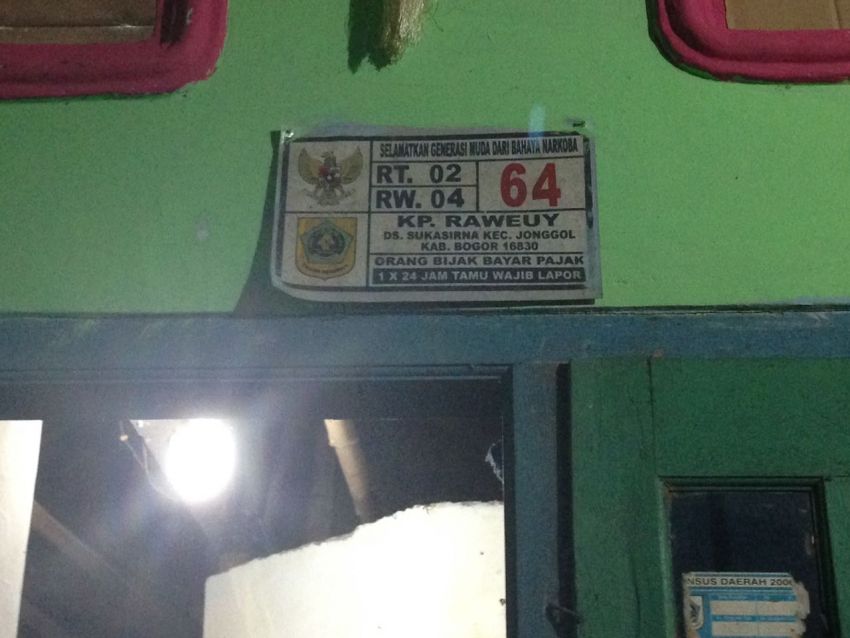 SELAMATKAN GENERASI MUDA DARI BAHAYA NARKOBA
RT. 02
RW. 04
64
KP. RAWEUY
DS. SUKASIRNA KEC. JONGGOL
KAB. BOGOR 16830
ORANG BIJAK BAYAR PAJAK
1 X 24 JAM TAMU WAJIB LAPOR
NSUS DAERAH 2006